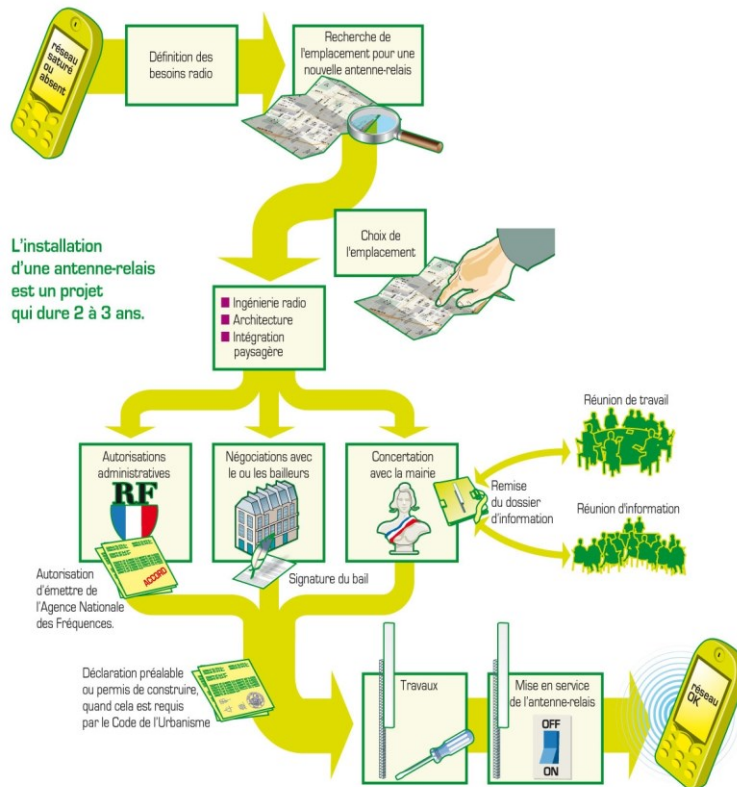 réseau
saturé
ou
absent
Définition des
besoins radio
Recherche de
l'emplacement pour une
nouvelle antenne-relais
L'installation
d'une antenne-relais
est un projet
qui dure 2 à 3 ans.
Choix de
l'emplacement
Ingénierie radio
Architecture
Intégration
paysagère
Autorisations
administratives
RF
ACCORD
Autorisation
d'émettre de
l'Agence Nationale
des Fréquences.
Négociations avec
le ou les bailleurs
Signature du bail
Concertation
avec la mairie
Remise
du dossier
d'information
Réunion de travail
Réunion d'information
Déclaration préalable
ou permis de construire,
quand cela est requis
par le Code de l'Urbanisme
Travaux
Mise en service
de l'antenne-relais
OFF
ON
réseau
OK